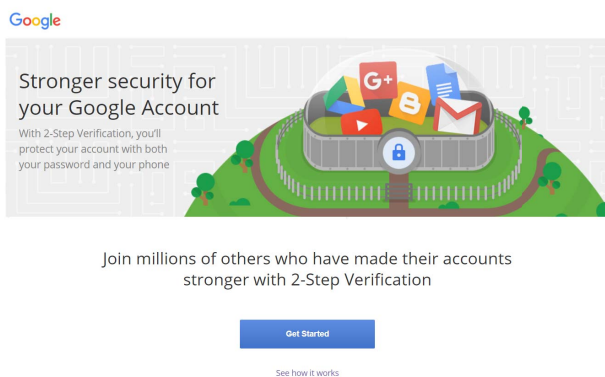 Google
Stronger security for
your Google Account
With 2-Step Verification, you'll
protect your account with both
your password and your phone
G+
Join millions of others who have made their accounts
stronger with 2-Step Verification
Get Started
See how it works